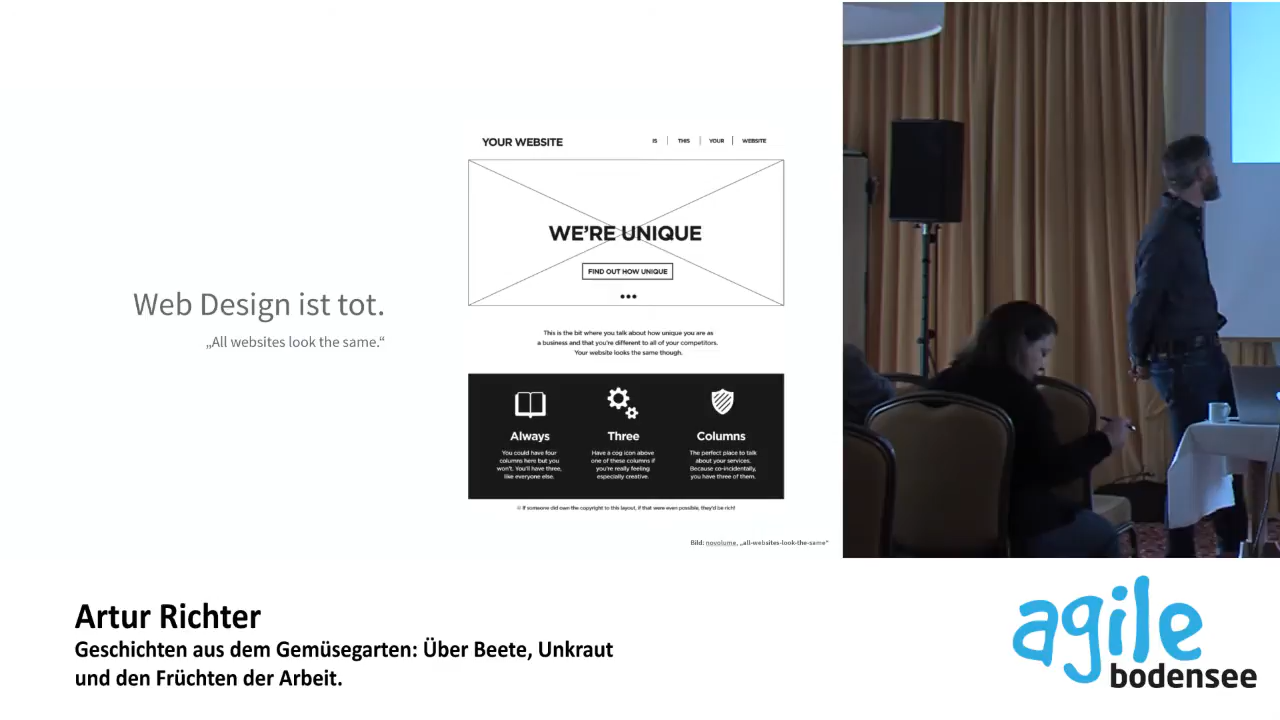 Web Design ist tot.
„All websites look the same.“
YOUR WEBSITE
IS | THIS | YOUR | WEBSITE
WE'RE UNIQUE
FIND OUT HOW UNIQUE
This is the bit where you talk about how unique you are as
a business and that you're different to all of your competitors.
Your website looks the same though.
Always
You could have four
columns here but you
won't. You'll have three,
like everyone else.
Three
Have a cog icon above
one of these columns if
you're really feeling
especially creative.
Columns
The perfect place to talk
about your services.
Because co-incidentally,
you have three of them.
© If someone did own the copyright to this layout, if that were even possible, they'd be rich!
Bild: novolume, „all-websites-look-the-same“
Artur Richter
Geschichten aus dem Gemüsegarten: Über Beete, Unkraut
und den Früchten der Arbeit.
agile
bodensee